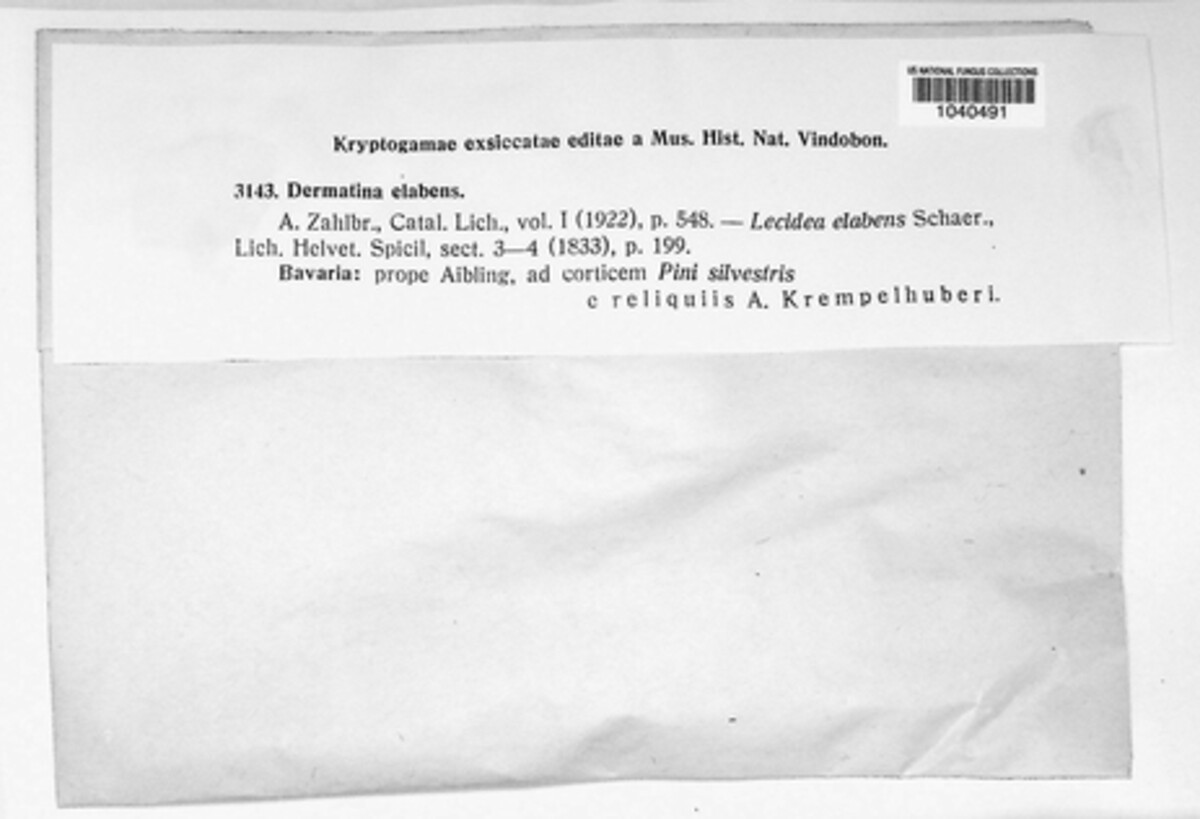 US NATIONAL FUNGUS COLLECTIONS
1040491
Kryptogamae exsiccatae editae a Mus. Hist. Nat. Vindobon.
3143. Dermatina elabens.
A. Zahlbr., Catal. Lich., vol. I (1922), p. 548. — Lecidea elabens Schaer.,
Lich. Helvet. Spicil, sect. 3—4 (1833), p. 199.
Bavaria: prope Aibling, ad corticem Pini silvestris
e reliquiis A. Krempelhuberi.